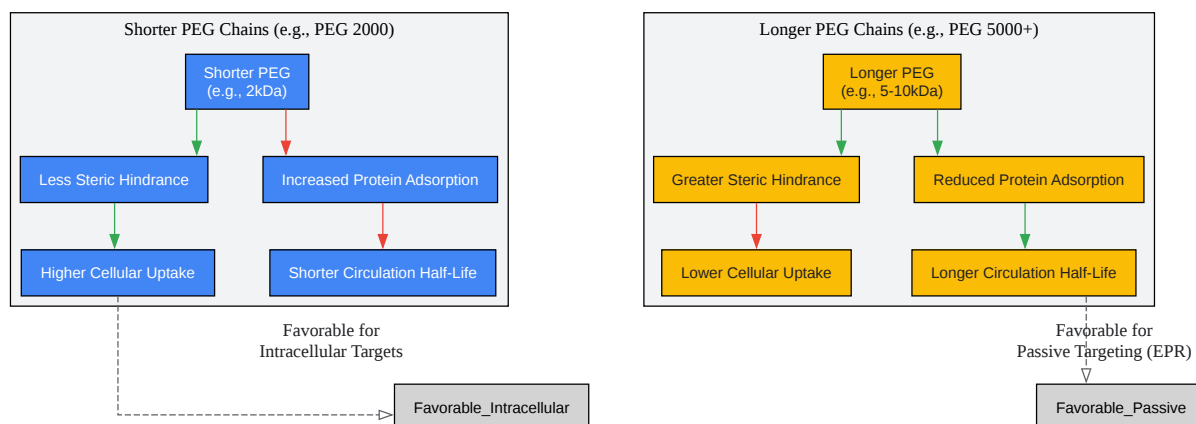 Shorter PEG Chains (e.g., PEG 2000)
Shorter PEG
(e.g., 2kDa)
Less Steric Hindrance
Increased Protein Adsorption
Higher Cellular Uptake
Shorter Circulation Half-Life
Favorable for
Intracellular Targets
Favorable_Intracellular
Longer PEG Chains (e.g., PEG 5000+)
Longer PEG
(e.g., 5-10kDa)
Greater Steric Hindrance
Reduced Protein Adsorption
Lower Cellular Uptake
Longer Circulation Half-Life
Favorable for
Passive Targeting (EPR)
Favorable_Passive